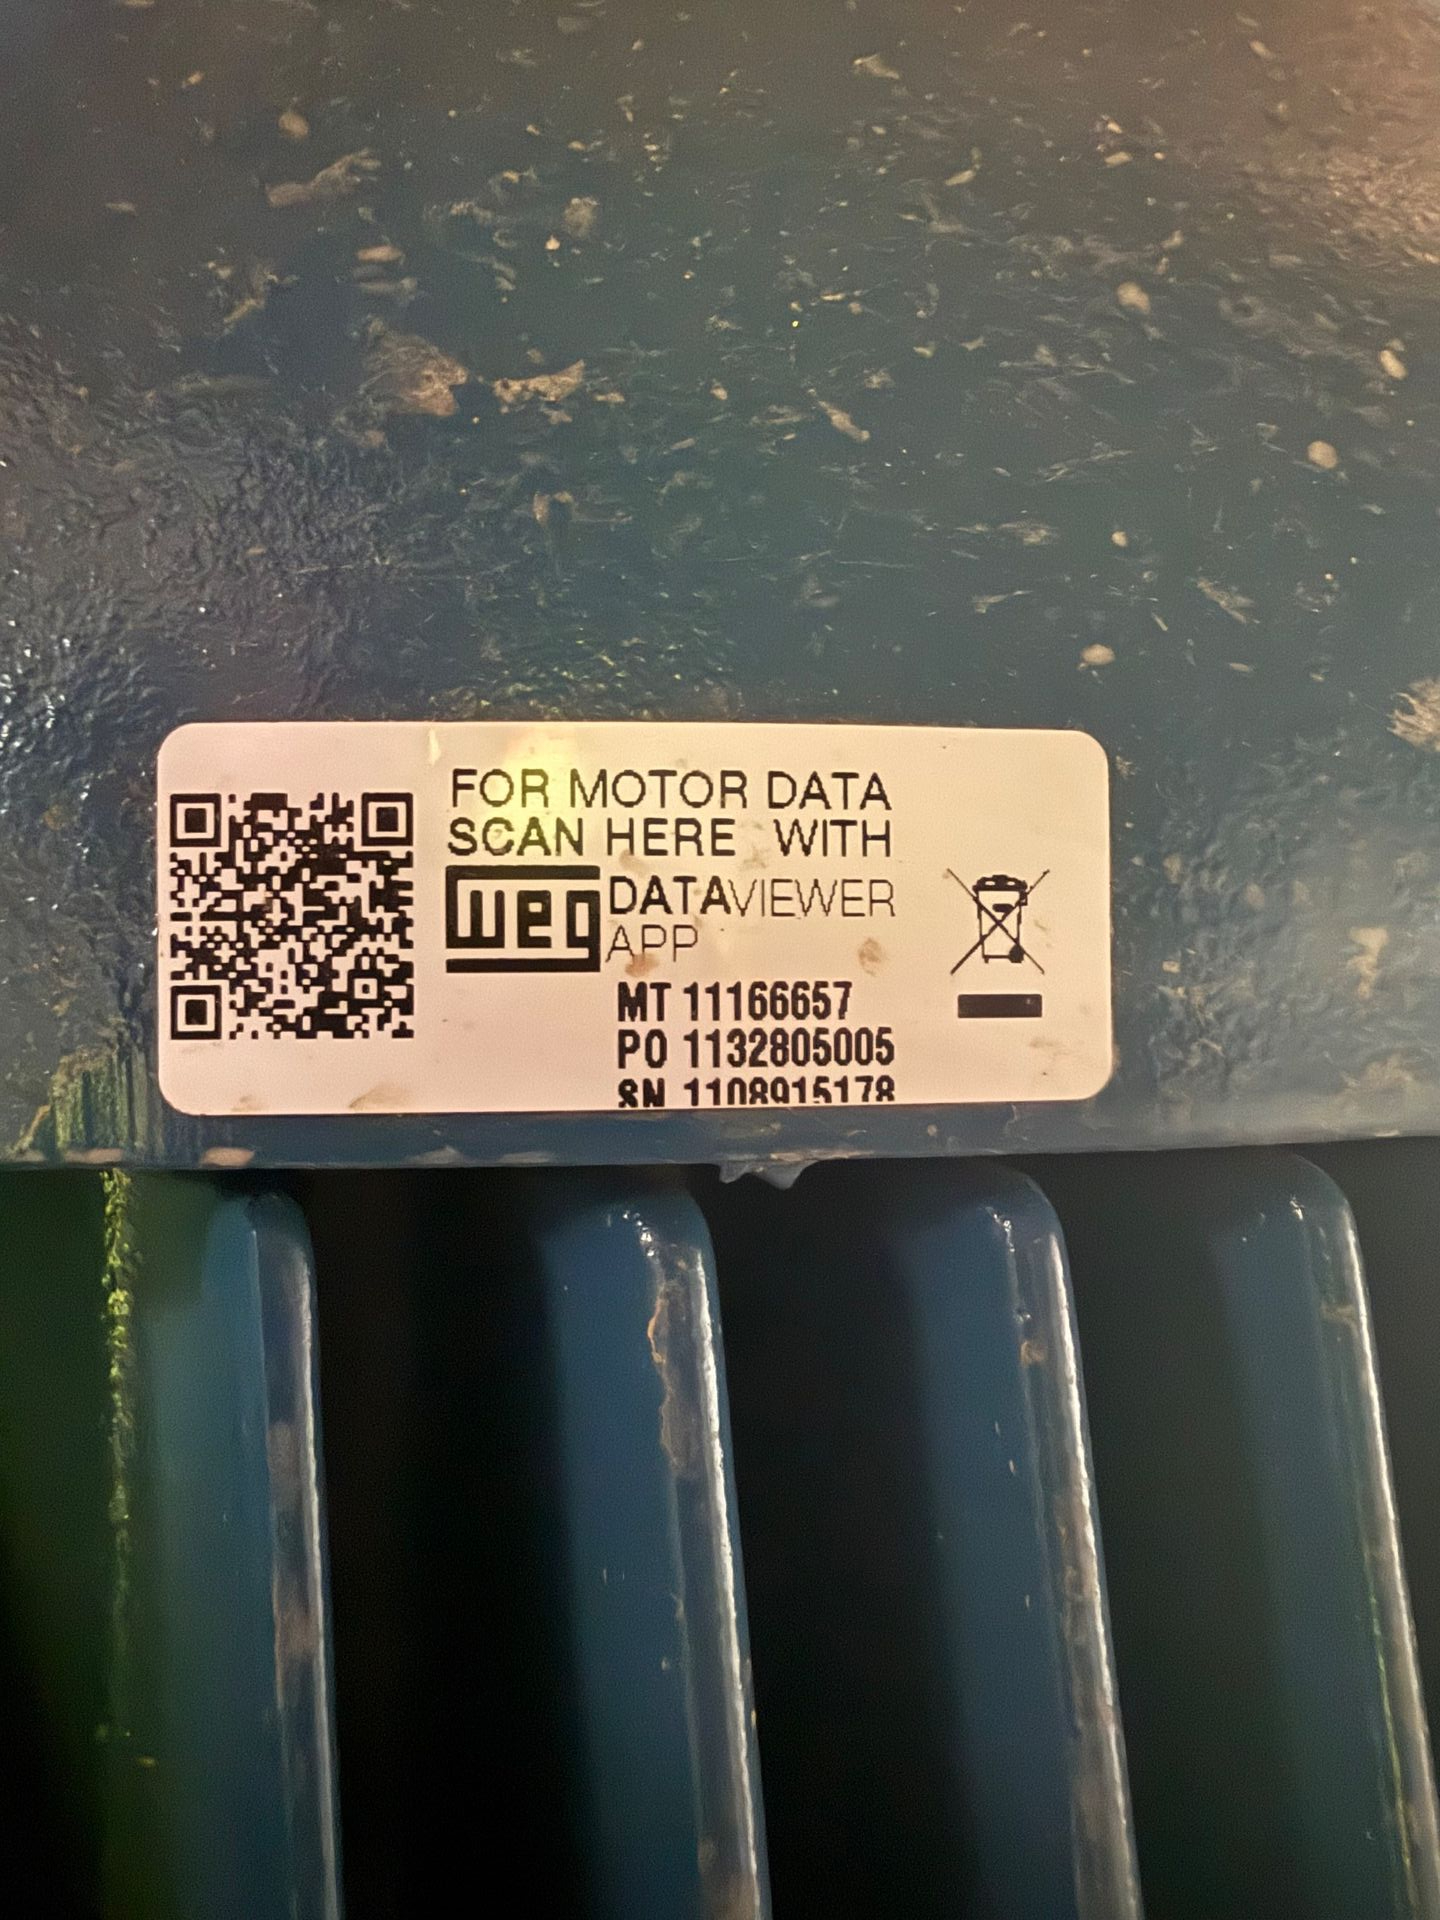 FOR MOTOR DATA
SCAN HERE WITH
weg DATAVIEWER
APP
MT 11166657
PO 1132805005
SN 1108915178